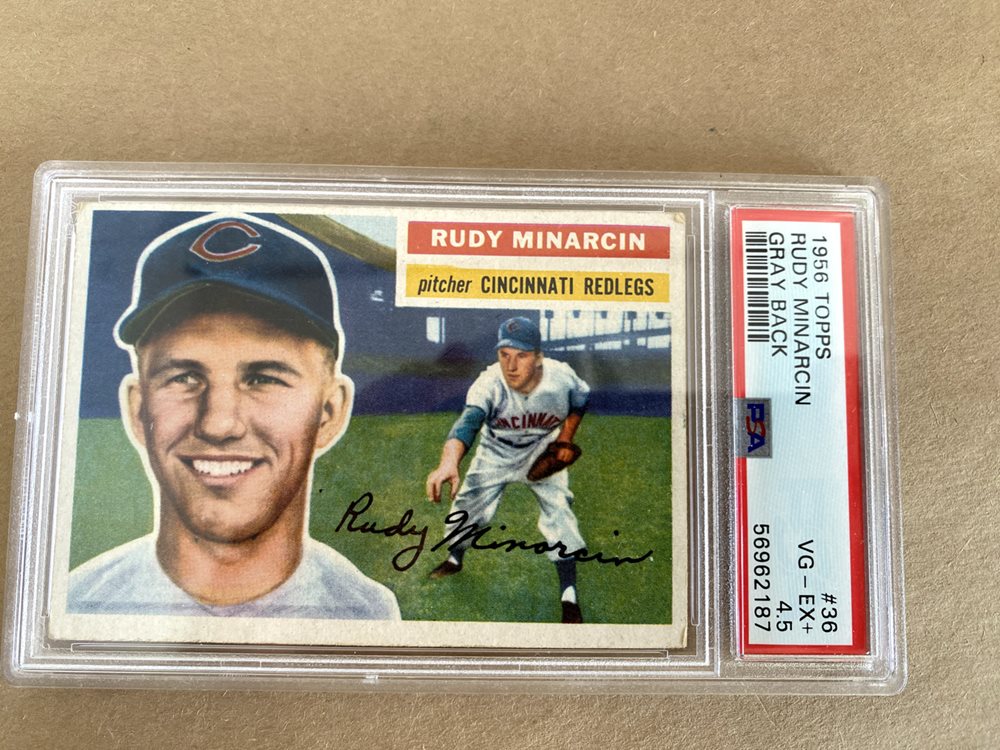 RUDY MINARCIN
pitcher CINCINNATI REDLEGS
C
CINCINNATI
Rudy Minarcin
1956 TOPPS
RUDY MINARCIN
GRAY BACK
#36
VG - EX+
4.5
56962187
PSA